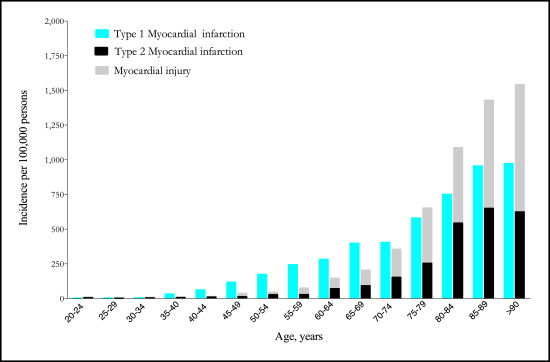 2,000
Type 1 Myocardial infarction
1,750
Type 2 Myocardial infarction
Myocardial injury
1,500
1,250
1,000
750
500
250
0
Incidence per 100,000 persons
20-24 25-29 30-34 35-40 40-44 45-49 50-54 55-59 60-64 65-69 70-74 75-79 80-84 85-89 >90
Age, years